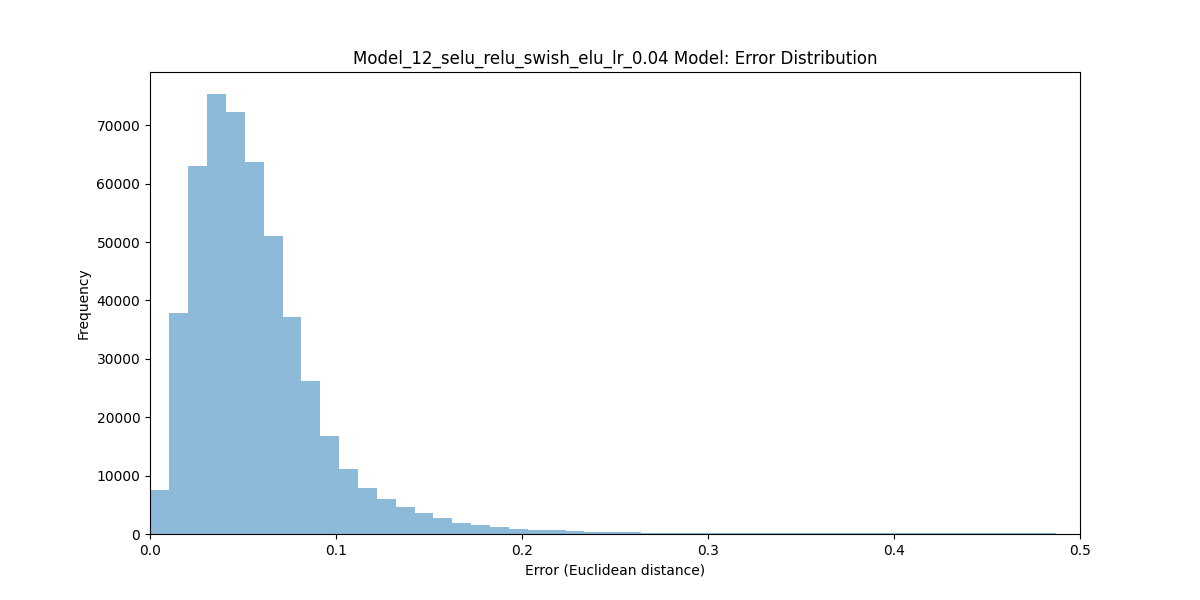 Model_12_selu_relu_swish_elu_lr_0.04 Model: Error Distribution
Frequency
70000
60000
50000
40000
30000
20000
10000
0
0.0 0.1 0.2 0.3 0.4 0.5
Error (Euclidean distance)